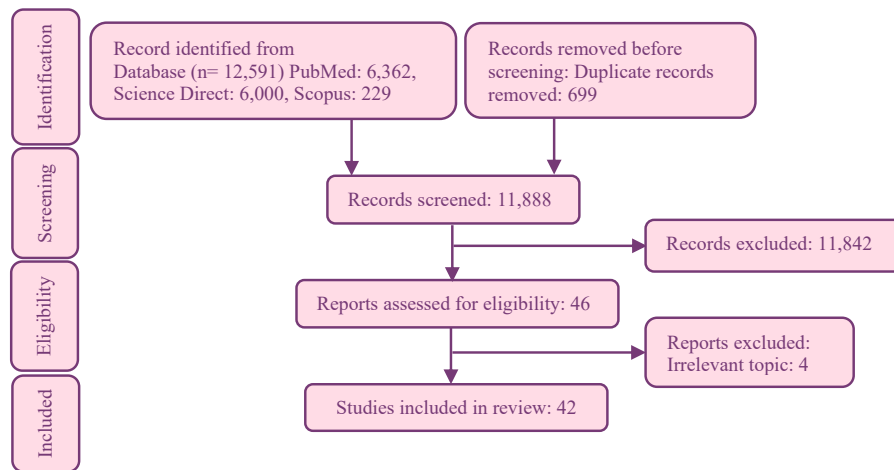 Identification
Record identified from
Database (n= 12,591) PubMed: 6,362,
Science Direct: 6,000, Scopus: 229
Records removed before
screening: Duplicate records
removed: 699
Screening
Records screened: 11,888
Records excluded: 11,842
Eligibility
Reports assessed for eligibility: 46
Reports excluded:
Irrelevant topic: 4
Included
Studies included in review: 42